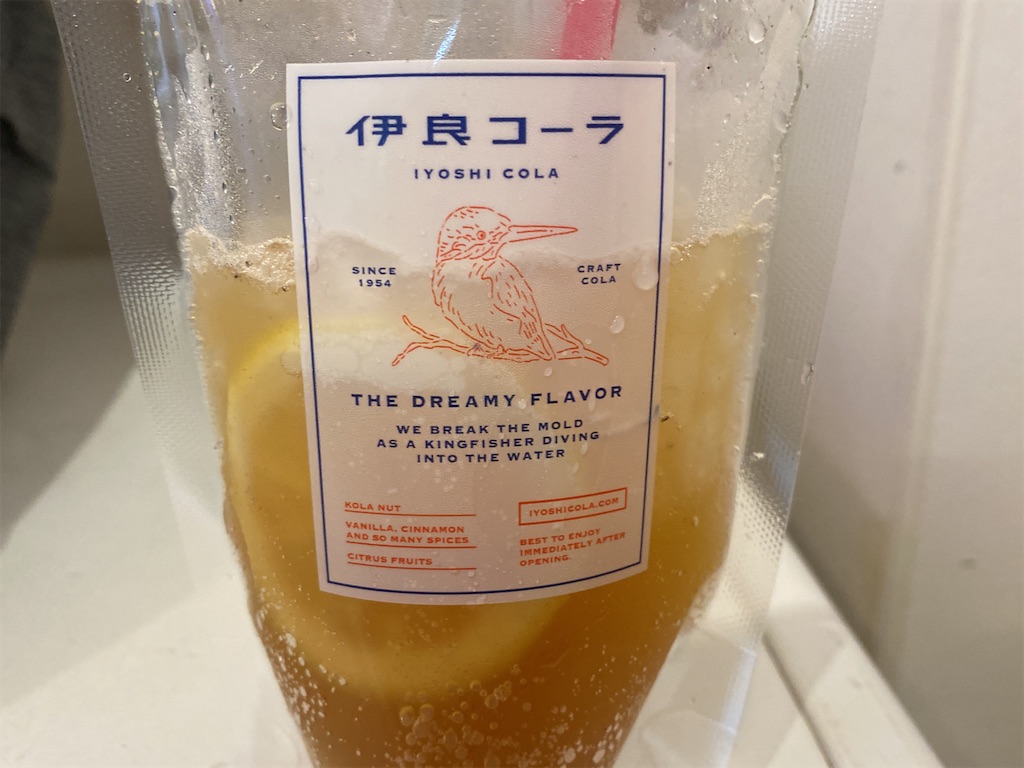 伊良コーラ
IYOSHI COLA
SINCE
1954
CRAFT
COLA
THE DREAMY FLAVOR
WE BREAK THE MOLD
AS A KINGFISHER DIVING
INTO THE WATER
KOLA NUT
VANILLA, CINNAMON
AND SO MANY SPICES
CITRUS FRUITS
IYOSHICOLA.COM
BEST TO ENJOY
IMMEDIATELY AFTER
OPENING.